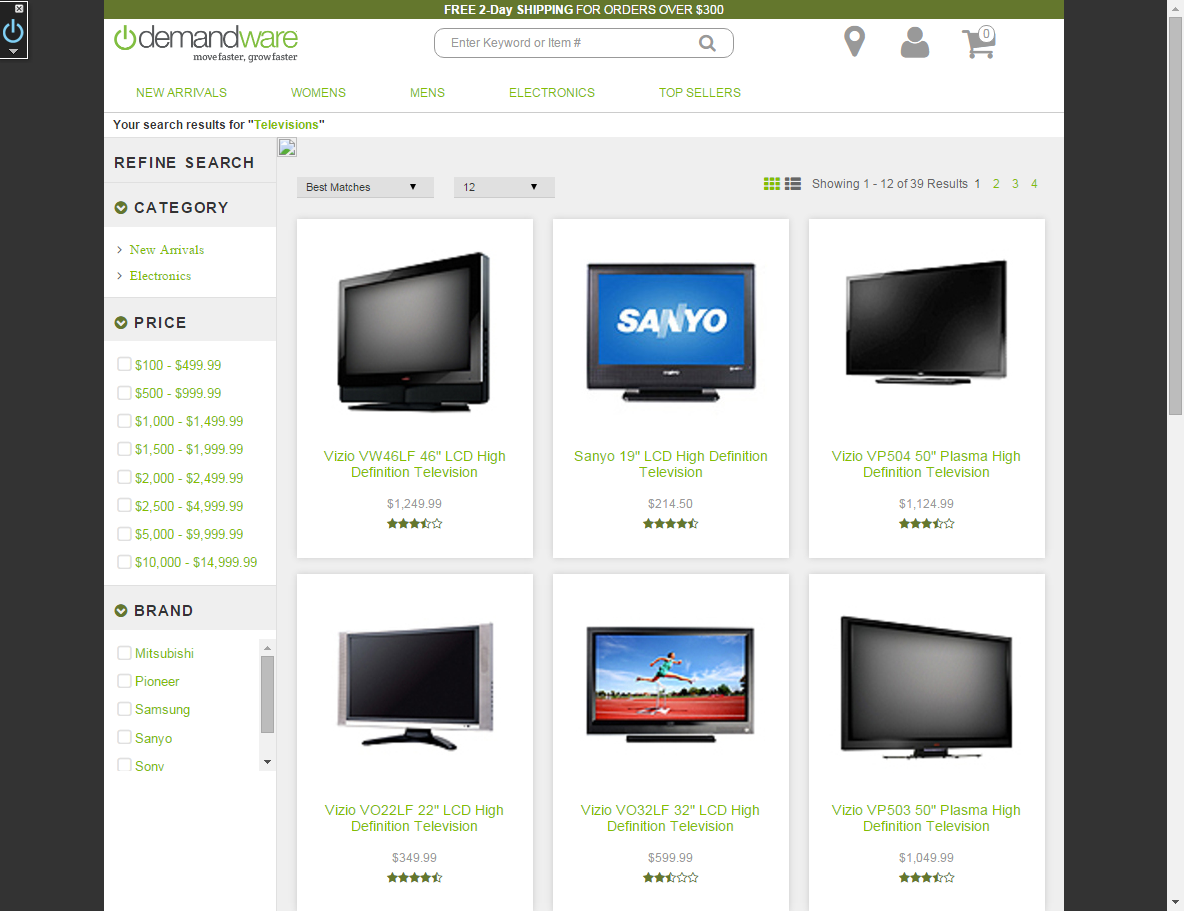 FREE 2-Day SHIPPING FOR ORDERS OVER $300
demandware
move faster, grow faster
Enter Keyword or Item #
0
NEW ARRIVALS WOMENS MENS ELECTRONICS TOP SELLERS
Your search results for "Televisions"
REFINE SEARCH
CATEGORY
New Arrivals
Electronics
PRICE
$100 - $499.99
$500 - $999.99
$1,000 - $1,499.99
$1,500 - $1,999.99
$2,000 - $2,499.99
$2,500 - $4,999.99
$5,000 - $9,999.99
$10,000 - $14,999.99
BRAND
Mitsubishi
Pioneer
Samsung
Sanyo
Sony
Best Matches 12 Showing 1 - 12 of 39 Results 1 2 3 4
SANYO
Vizio VW46LF 46" LCD High
Definition Television
$1,249.99
Sanyo 19" LCD High Definition
Television
$214.50
Vizio VP504 50" Plasma High
Definition Television
$1,124.99
Vizio VO22LF 22" LCD High
Definition Television
$349.99
Vizio VO32LF 32" LCD High
Definition Television
$599.99
Vizio VP503 50" Plasma High
Definition Television
$1,049.99